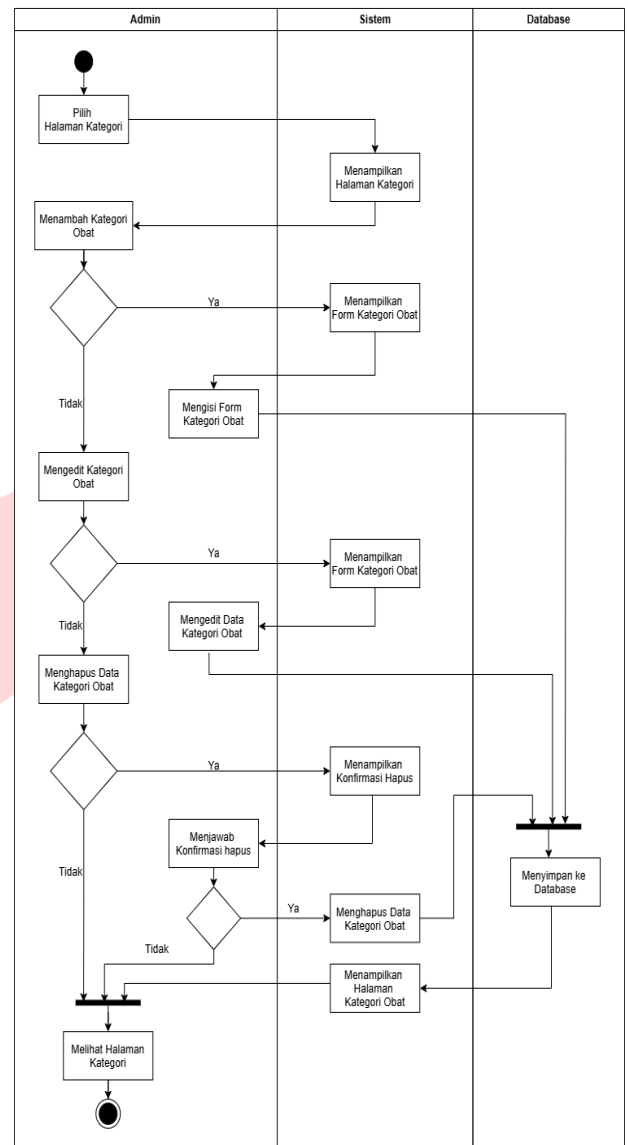 Admin
Sistem
Database
Pilih
Halaman Kategori
Menampilkan
Halaman Kategori
Menambah Kategori
Obat
Ya
Menampilkan
Form Kategori Obat
Tidak
Mengisi Form
Kategori Obat
Mengedit Kategori
Obat
Ya
Menampilkan
Form Kategori Obat
Tidak
Mengedit Data
Kategori Obat
Menghapus Data
Kategori Obat
Ya
Menampilkan
Konfirmasi Hapus
Menjawab
Konfirmasi hapus
Tidak
Menyimpan ke
Database
Ya
Menghapus Data
Kategori Obat
Tidak
Menampilkan
Halaman
Kategori Obat
Melihat Halaman
Kategori